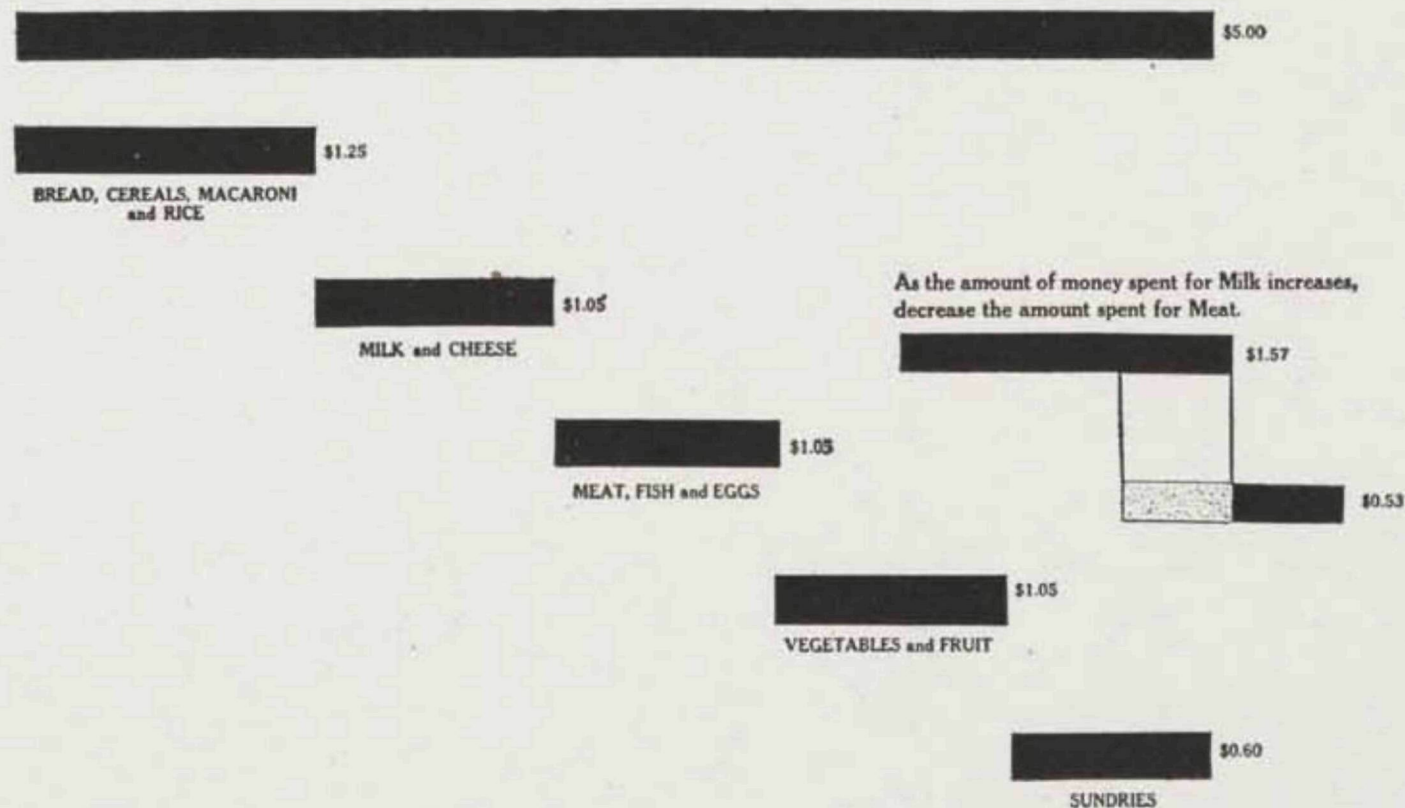 $5.00
$1.25
BREAD, CEREALS, MACARONI
and RICE
$1.05
MILK and CHEESE
As the amount of money spent for Milk increases,
decrease the amount spent for Meat.
$1.57
$1.05
MEAT, FISH and EGGS
$0.53
$1.05
VEGETABLES and FRUIT
$0.60
SUNDRIES